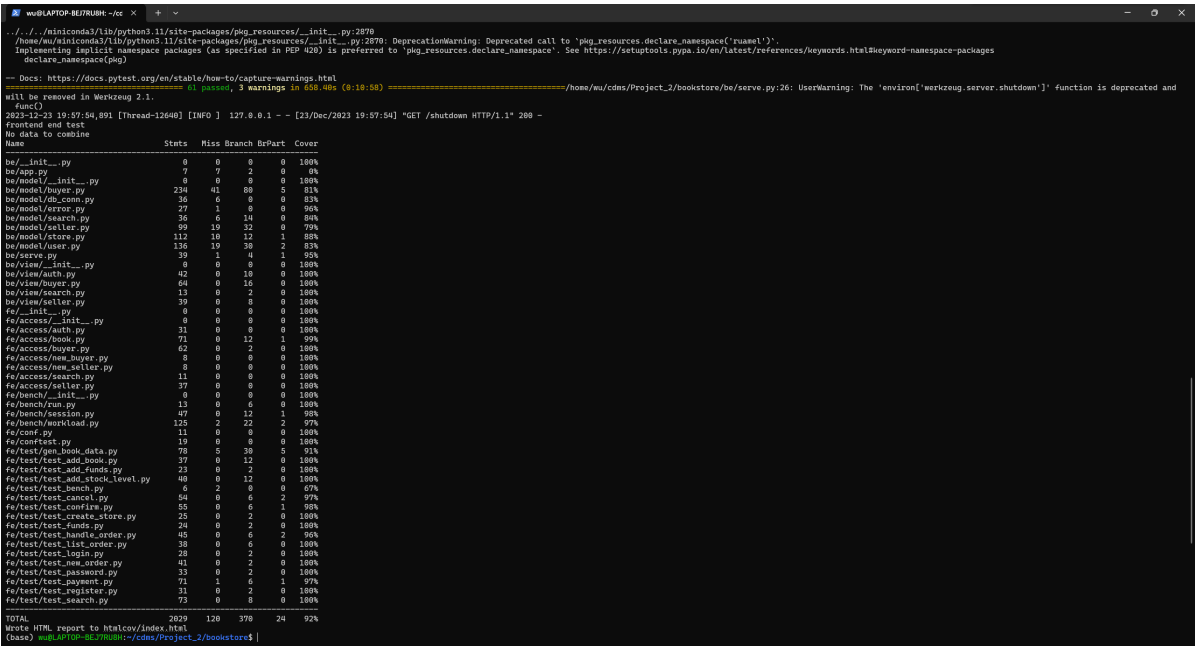 wu@LAPTOP-BEJ7RU8H: ~/cc
../../../miniconda3/lib/python3.11/site-packages/pkg_resources/__init__.py:2870
  /home/wu/miniconda3/lib/python3.11/site-packages/pkg_resources/__init__.py:2870: DeprecationWarning: Deprecated call to `pkg_resources.declare_namespace('ruamel')`.
  Implementing implicit namespace packages (as specified in PEP 420) is preferred to `pkg_resources.declare_namespace`. See https://setuptools.pypa.io/en/latest/references/keywords.html#keyword-namespace-packages
    declare_namespace(pkg)
-- Docs: https://docs.pytest.org/en/stable/how-to/capture-warnings.html
====================================== 61 passed, 3 warnings in 658.40s (0:10:58) ======================================/home/wu/cdms/Project_2/bookstore/be/serve.py:26: UserWarning: The 'environ['werkzeug.server.shutdown']' function is deprecated and
will be removed in Werkzeug 2.1.
  func()
2023-12-23 19:57:54,891 [Thread-12640] [INFO ]  127.0.0.1 - - [23/Dec/2023 19:57:54] "GET /shutdown HTTP/1.1" 200 -
frontend end test
No data to combine
Name Stmts Miss Branch BrPart Cover
be/__init__.py 0 0 0 0 100%
be/app.py 7 7 2 0 0%
be/model/__init__.py 0 0 0 0 100%
be/model/buyer.py 234 41 80 5 81%
be/model/db_conn.py 36 6 0 0 83%
be/model/error.py 27 1 0 0 96%
be/model/search.py 36 6 14 0 84%
be/model/seller.py 99 19 32 0 79%
be/model/store.py 112 10 12 1 88%
be/model/user.py 136 19 30 2 83%
be/serve.py 39 1 4 1 95%
be/view/__init__.py 0 0 0 0 100%
be/view/auth.py 42 0 10 0 100%
be/view/buyer.py 64 0 16 0 100%
be/view/search.py 13 0 2 0 100%
be/view/seller.py 39 0 8 0 100%
fe/__init__.py 0 0 0 0 100%
fe/access/__init__.py 0 0 0 0 100%
fe/access/auth.py 31 0 0 0 100%
fe/access/book.py 71 0 12 1 99%
fe/access/buyer.py 62 0 2 0 100%
fe/access/new_buyer.py 8 0 0 0 100%
fe/access/new_seller.py 8 0 0 0 100%
fe/access/search.py 11 0 0 0 100%
fe/access/seller.py 37 0 0 0 100%
fe/bench/__init__.py 0 0 0 0 100%
fe/bench/run.py 13 0 6 0 100%
fe/bench/session.py 47 0 12 1 98%
fe/bench/workload.py 125 2 22 2 97%
fe/conf.py 11 0 0 0 100%
fe/conftest.py 19 0 0 0 100%
fe/test/gen_book_data.py 78 5 30 5 91%
fe/test/test_add_book.py 37 0 12 0 100%
fe/test/test_add_funds.py 23 0 2 0 100%
fe/test/test_add_stock_level.py 40 0 12 0 100%
fe/test/test_bench.py 6 2 0 0 67%
fe/test/test_cancel.py 54 0 6 2 97%
fe/test/test_confirm.py 55 0 6 1 98%
fe/test/test_create_store.py 25 0 2 0 100%
fe/test/test_funds.py 24 0 2 0 100%
fe/test/test_handle_order.py 45 0 6 2 96%
fe/test/test_list_order.py 38 0 6 0 100%
fe/test/test_login.py 28 0 2 0 100%
fe/test/test_new_order.py 41 0 2 0 100%
fe/test/test_password.py 33 0 2 0 100%
fe/test/test_payment.py 71 1 6 1 97%
fe/test/test_register.py 31 0 2 0 100%
fe/test/test_search.py 73 0 8 0 100%
TOTAL 2029 120 370 24 92%
Wrote HTML report to htmlcov/index.html
(base) wu@LAPTOP-BEJ7RU8H:~/cdms/Project_2/bookstore$